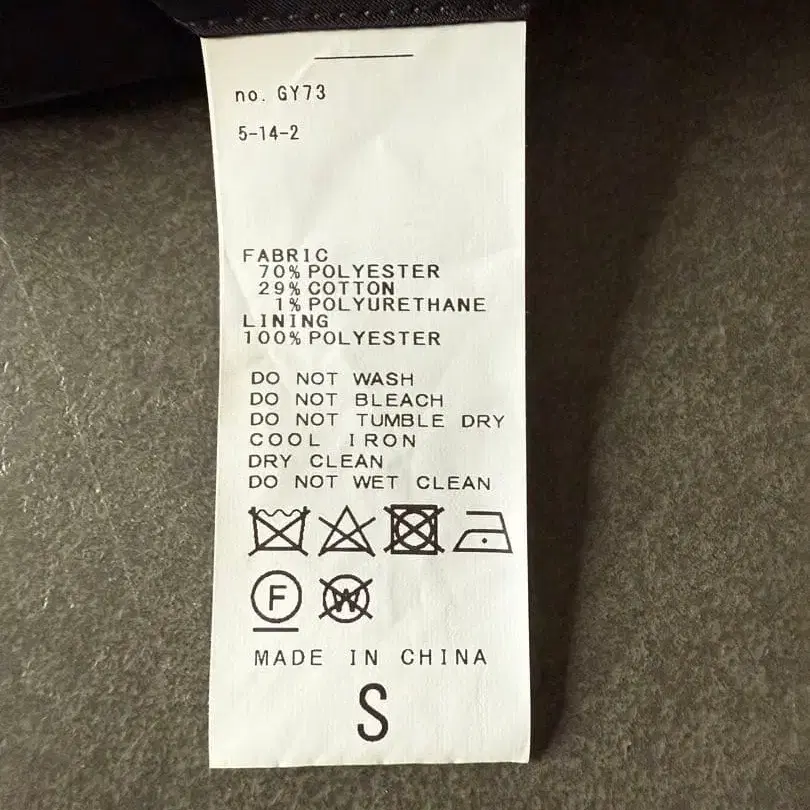 no. GY73
5-14-2
FABRIC
70% POLYESTER
29% COTTON
1% POLYURETHANE
LINING
100% POLYESTER
DO NOT WASH
DO NOT BLEACH
DO NOT TUMBLE DRY
COOL IRON
DRY CLEAN
DO NOT WET CLEAN
F W
MADE IN CHINA
S